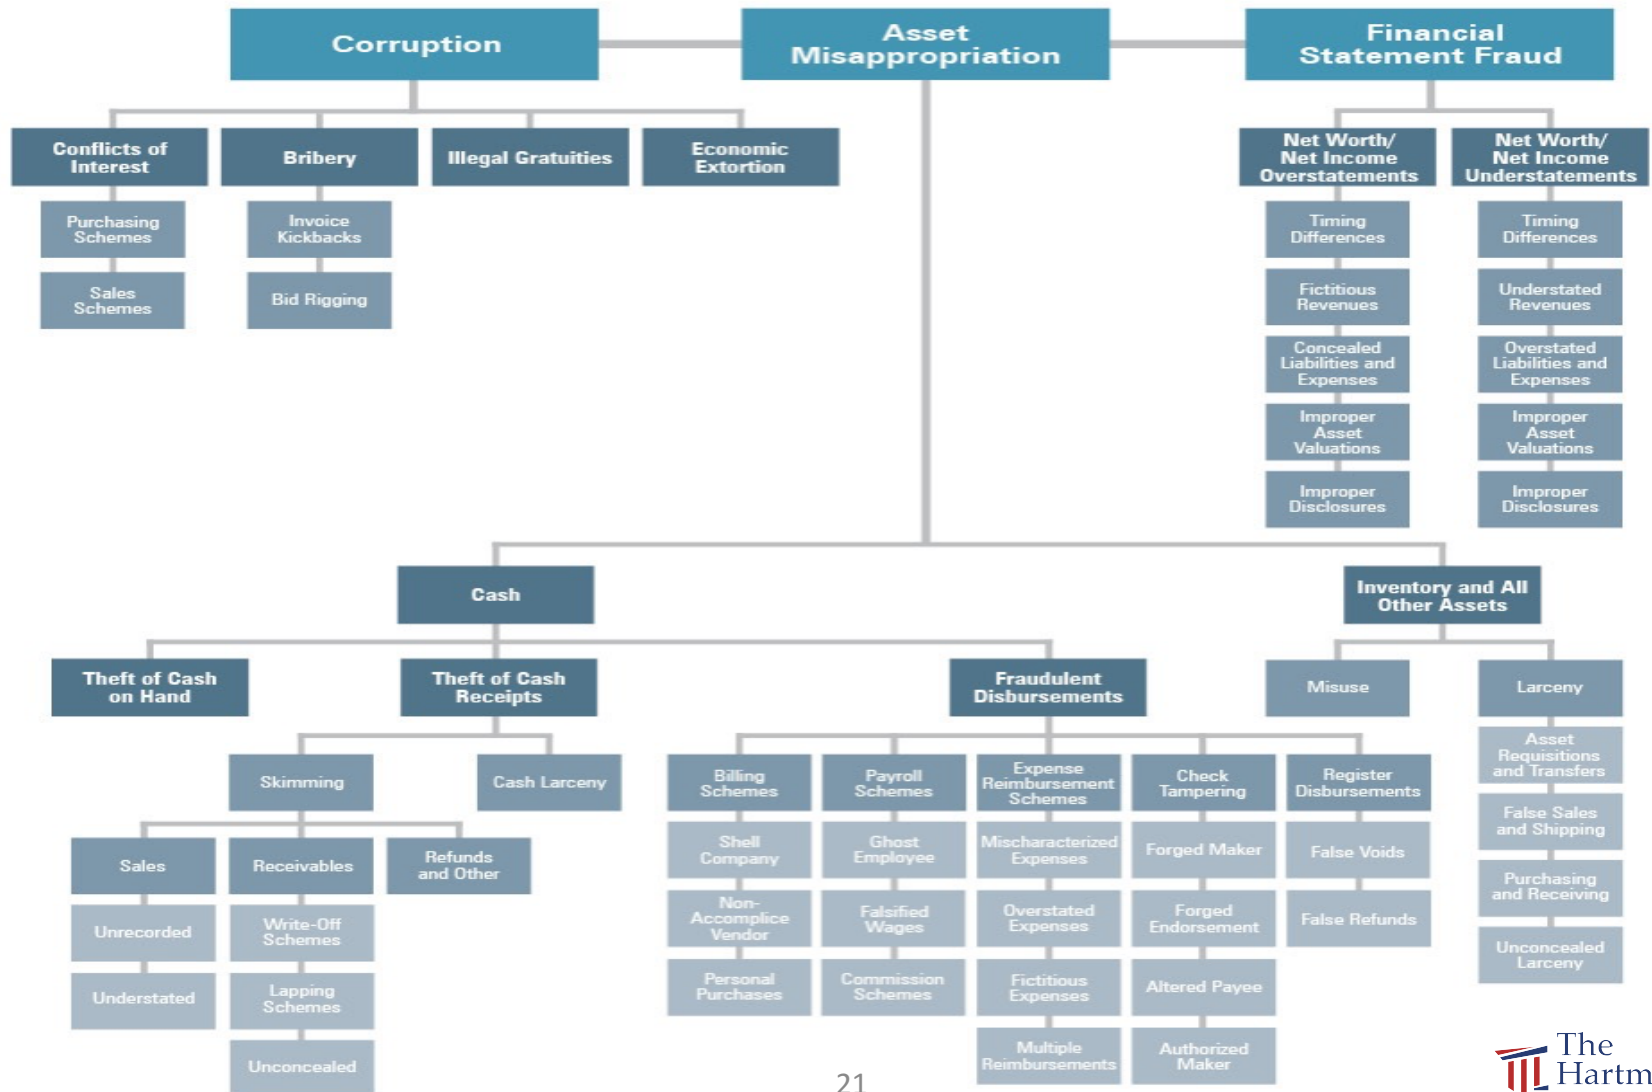 Corruption
Asset
Misappropriation
Financial
Statement Fraud
Conflicts of
Interest
Bribery
Illegal Gratuities
Economic
Extortion
Net Worth/
Net Income
Overstatements
Net Worth/
Net Income
Understatements
Purchasing
Schemes
Sales
Schemes
Invoice
Kickbacks
Bid Rigging
Timing
Differences
Fictitious
Revenues
Concealed
Liabilities and
Expenses
Improper
Asset
Valuations
Improper
Disclosures
Timing
Differences
Understated
Revenues
Overstated
Liabilities and
Expenses
Improper
Asset
Valuations
Improper
Disclosures
Cash
Inventory and All
Other Assets
Theft of Cash
on Hand
Theft of Cash
Receipts
Fraudulent
Disbursements
Misuse
Larceny
Asset
Requisitions
and Transfers
False Sales
and Shipping
Purchasing
and Receiving
Unconcealed
Larceny
Skimming
Cash Larceny
Sales
Unrecorded
Understated
Receivables
Write-Off
Schemes
Lapping
Schemes
Unconcealed
Refunds
and Other
Billing
Schemes
Shell
Company
Non-
Accomplice
Vendor
Personal
Purchases
Payroll
Schemes
Ghost
Employee
Falsified
Wages
Commission
Schemes
Expense
Reimbursement
Schemes
Mischaracterized
Expenses
Overstated
Expenses
Fictitious
Expenses
Multiple
Reimbursements
Check
Tampering
Forged Maker
Forged
Endorsement
Altered Payee
Authorized
Maker
Register
Disbursements
False Voids
False Refunds
21
The
Hartm